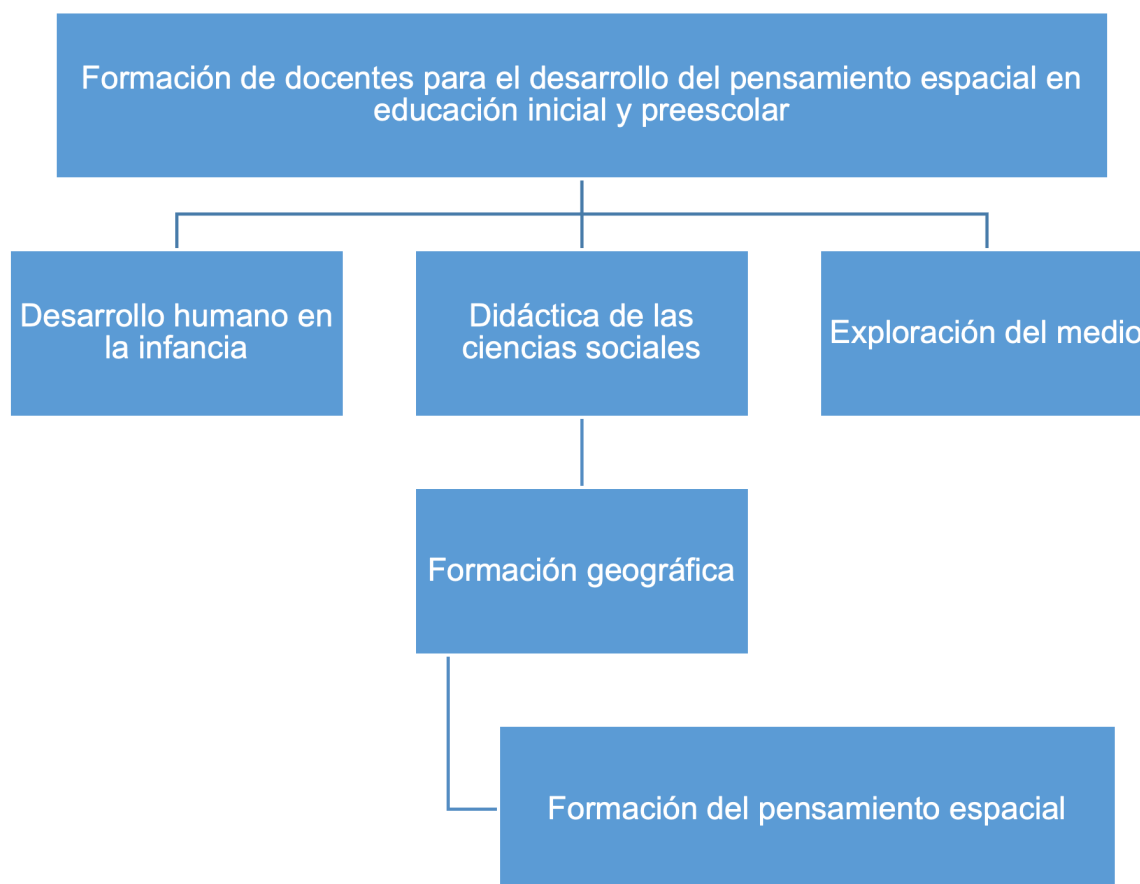 Formación de docentes para el desarrollo del pensamiento espacial en
educación inicial y preescolar
Desarrollo humano en
la infancia
Didáctica de las
ciencias sociales
Exploración del medio
Formación geográfica
Formación del pensamiento espacial